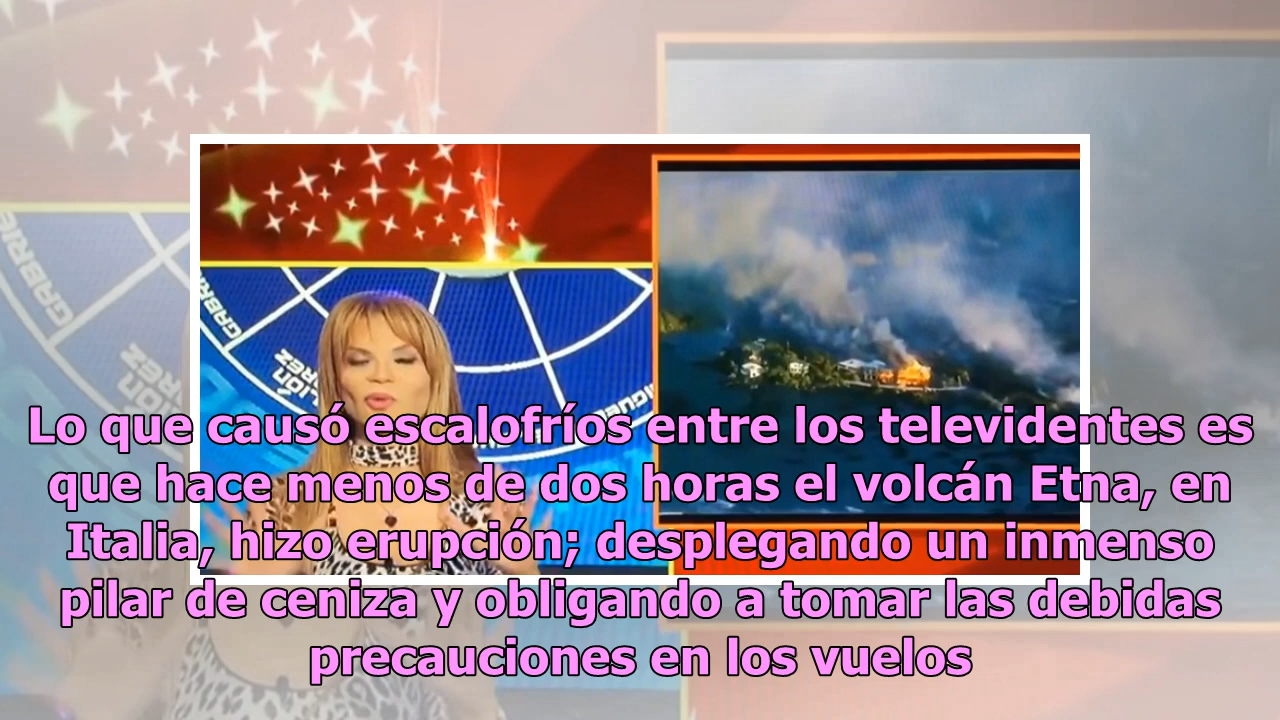 Lo que causó escalofríos entre los televidentes es
que hace menos de dos horas el volcán Etna, en
Italia, hizo erupción; desplegando un inmenso
pilar de ceniza y obligando a tomar las debidas
precauciones en los vuelos